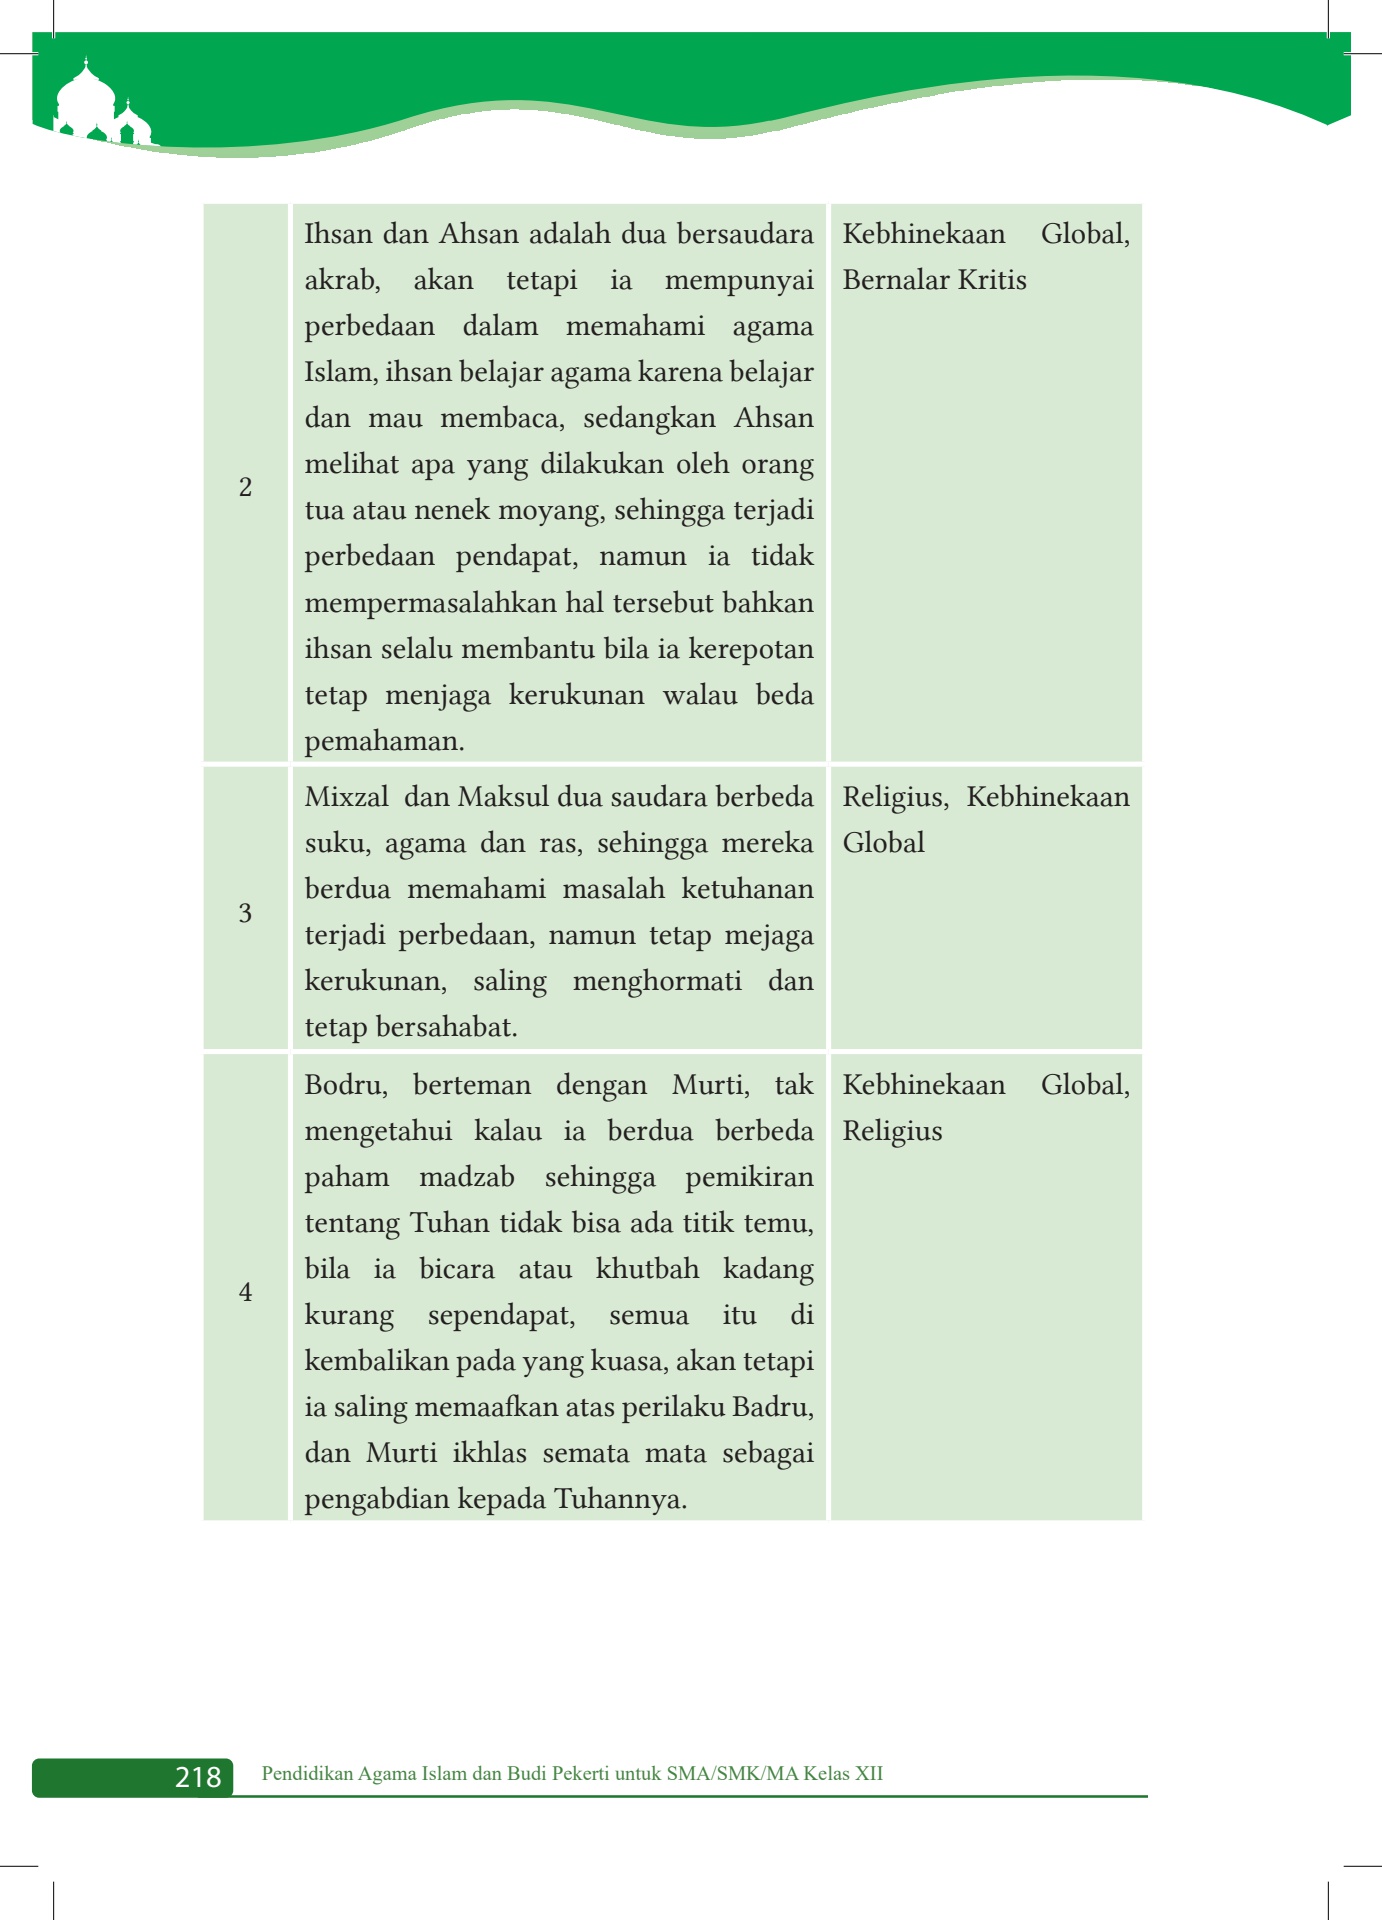 2
Ihsan dan Ahsan adalah dua bersaudara
akrab, akan tetapi ia mempunyai
perbedaan dalam memahami agama
Islam, ihsan belajar agama karena belajar
dan mau membaca, sedangkan Ahsan
melihat apa yang dilakukan oleh orang
tua atau nenek moyang, sehingga terjadi
perbedaan pendapat, namun ia tidak
mempermasalahkan hal tersebut bahkan
ihsan selalu membantu bila ia kerepotan
tetap menjaga kerukunan walau beda
pemahaman.
Kebhinekaan Global,
Bernalar Kritis
3
Mixzal dan Maksul dua saudara berbeda
suku, agama dan ras, sehingga mereka
berdua memahami masalah ketuhanan
terjadi perbedaan, namun tetap mejaga
kerukunan, saling menghormati dan
tetap bersahabat.
Religius, Kebhinekaan
Global
4
Bodru, berteman dengan Murti, tak
mengetahui kalau ia berdua berbeda
paham madzab sehingga pemikiran
tentang Tuhan tidak bisa ada titik temu,
bila ia bicara atau khutbah kadang
kurang sependapat, semua itu di
kembalikan pada yang kuasa, akan tetapi
ia saling memaafkan atas perilaku Badru,
dan Murti ikhlas semata mata sebagai
pengabdian kepada Tuhannya.
Kebhinekaan Global,
Religius
218
Pendidikan Agama Islam dan Budi Pekerti untuk SMA/SMK/MA Kelas XII